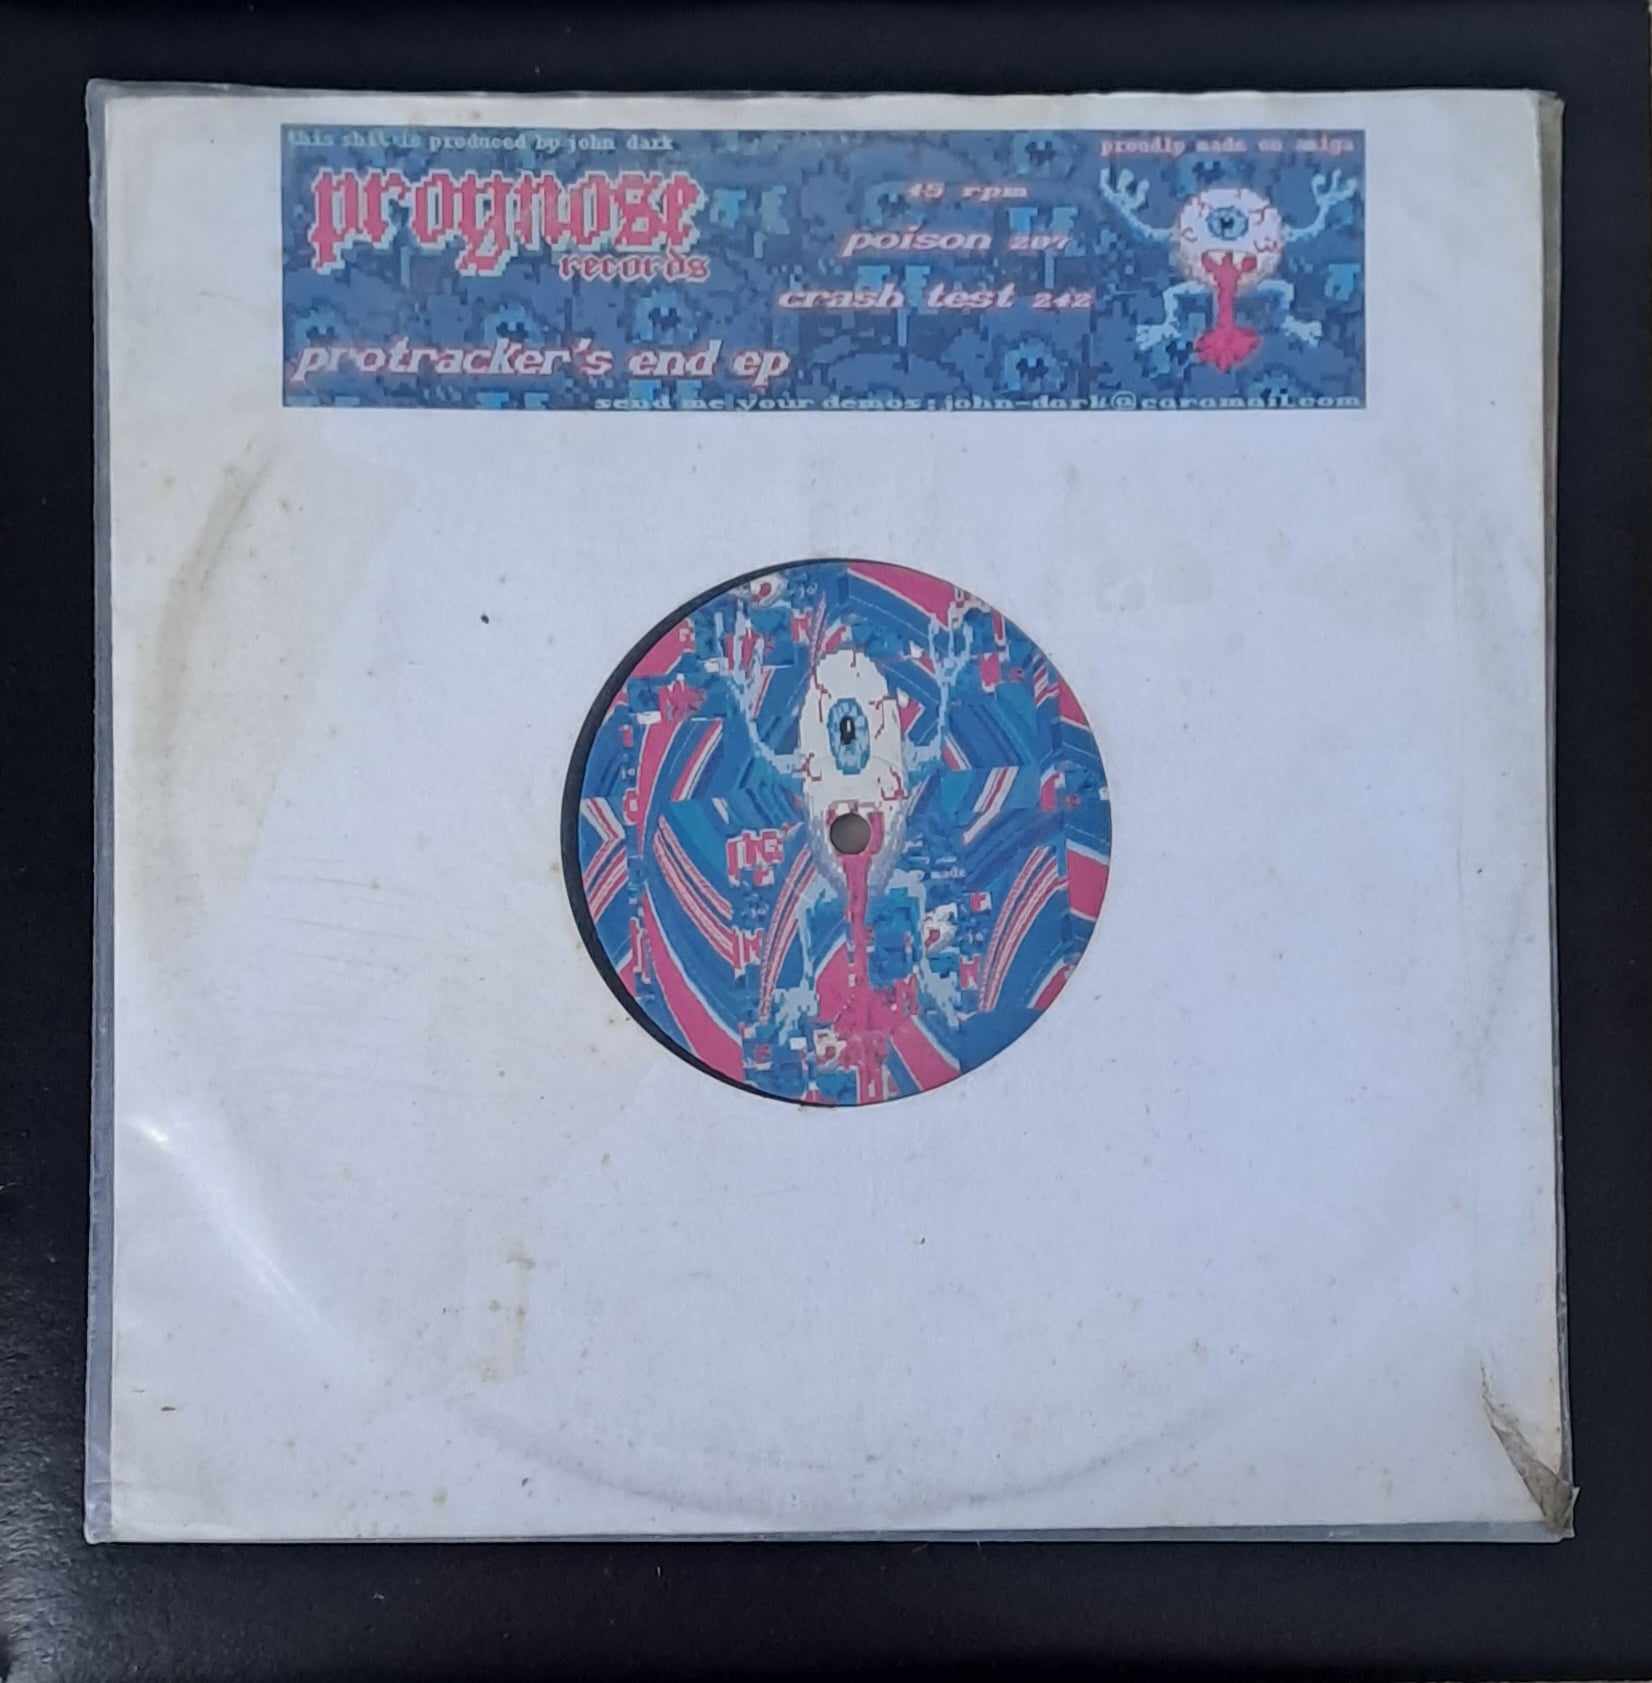 this shit is produced by john dark
proudly made on amiga
prognose
records
45 rpm
poison 207
crash test 242
protracker's end ep
send me your demos: john-dark@caramail.com
made